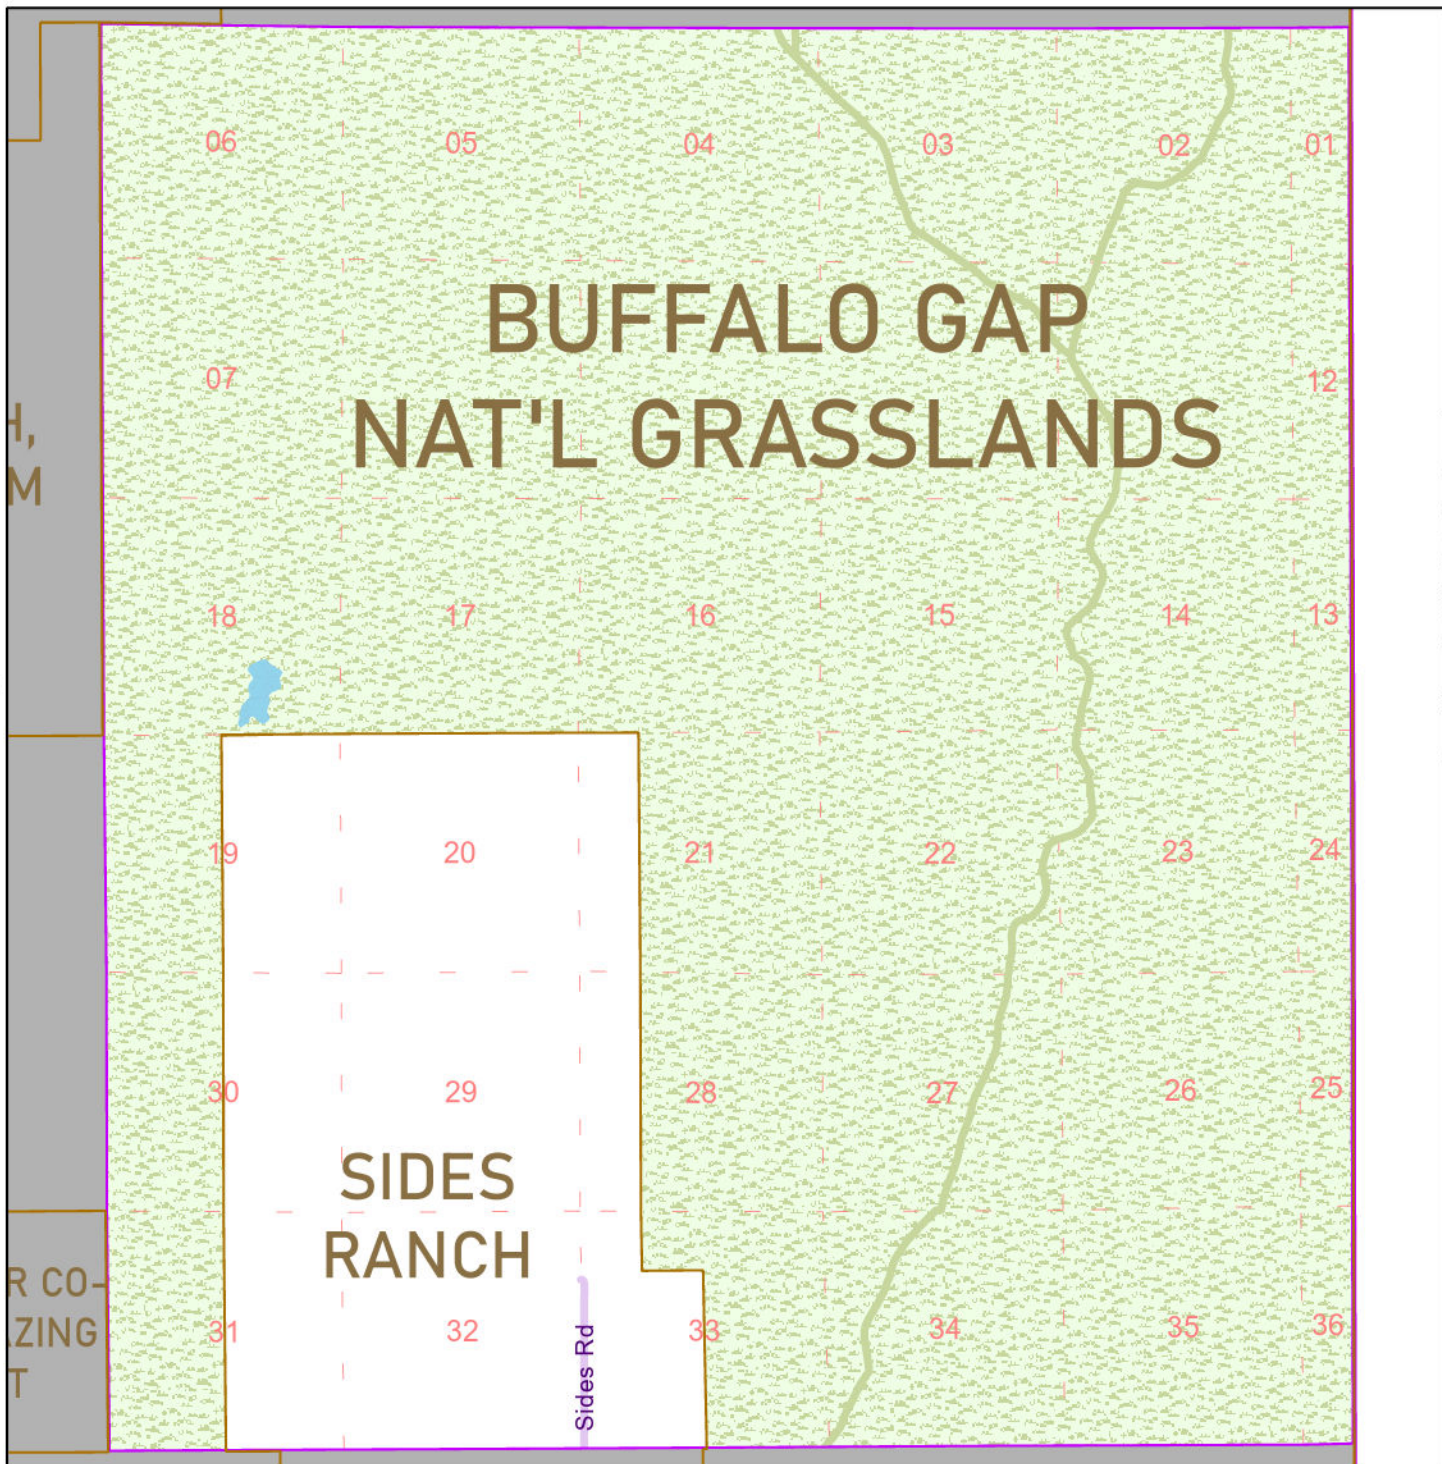 06 05 04 03 02 01
BUFFALO GAP
07 12
NAT'L GRASSLANDS
H,
M
18 17 16 15 14 13
19 20 21 22 23 24
30 29 28 27 26 25
SIDES
RANCH
R CO-
AZING
T
31 32 33 34 35 36
Sides Rd